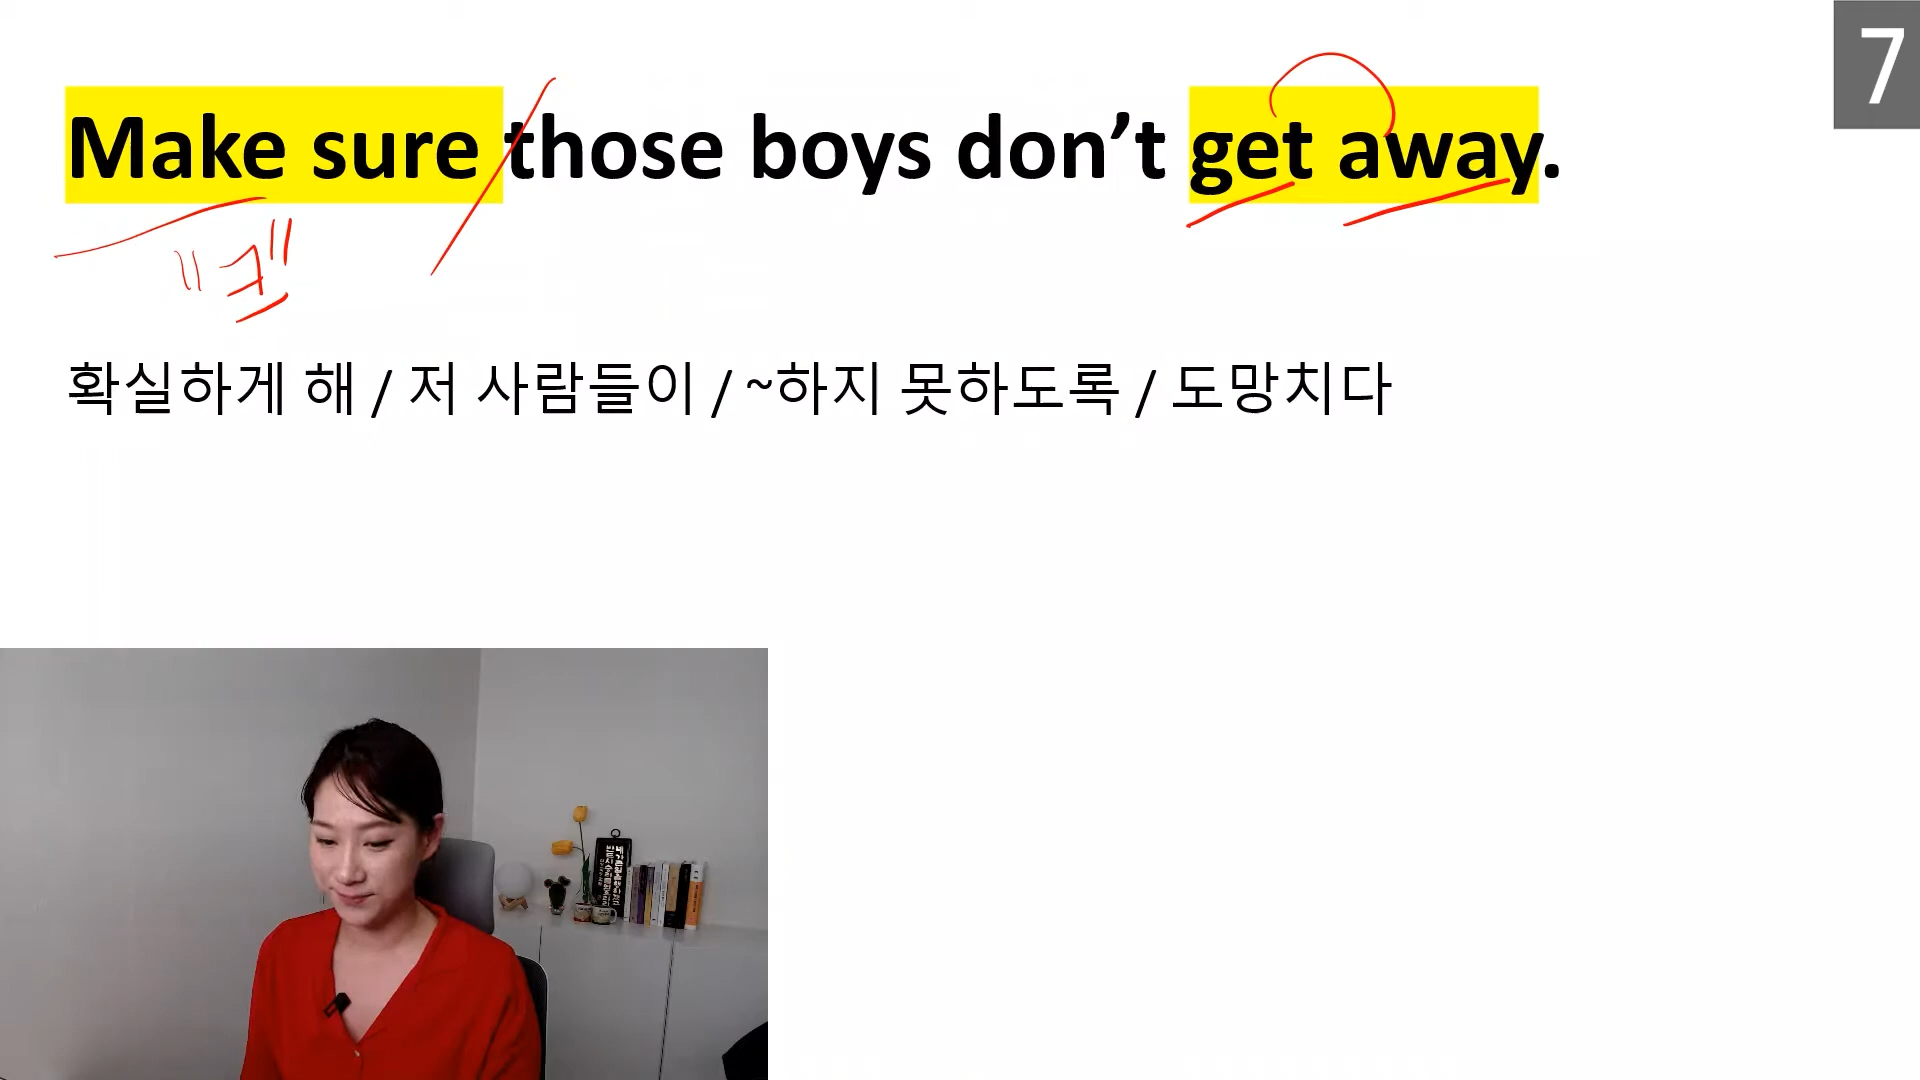 7
Make sure those boys don’t get away.
"크"
확실하게 해 / 저 사람들이 / ~하지 못하도록 / 도망치다